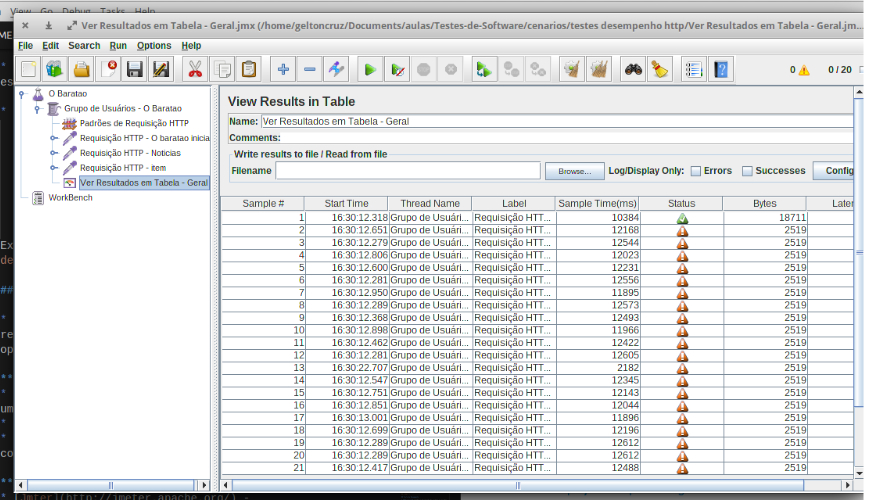 View Go Debug Tasks Help
Ver Resultados em Tabela - Geral.jmx (/home/geltoncruz/Documents/aulas/Testes-de-Software/cenarios/testes desempenho http/Ver Resultados em Tabela - Geral.jm...
File Edit Search Run Options Help
0 0 / 20
O Baratao
Grupo de Usuários - O Baratao
Padrões de Requisição HTTP
Requisição HTTP - O baratao inicia
Requisição HTTP - Noticias
Requisição HTTP - item
Ver Resultados em Tabela - Geral
WorkBench
View Results in Table
Name: Ver Resultados em Tabela - Geral
Comments:
Write results to file / Read from file
Filename Browse... Log/Display Only: Errors Successes Config
Sample # Start Time Thread Name Label Sample Time(ms) Status Bytes Later
1 16:30:12.318 Grupo de Usuári... Requisição HTT... 10384 18711
2 16:30:12.651 Grupo de Usuári... Requisição HTT... 12168 2519
3 16:30:12.279 Grupo de Usuári... Requisição HTT... 12544 2519
4 16:30:12.806 Grupo de Usuári... Requisição HTT... 12023 2519
5 16:30:12.600 Grupo de Usuári... Requisição HTT... 12231 2519
6 16:30:12.281 Grupo de Usuári... Requisição HTT... 12556 2519
7 16:30:12.950 Grupo de Usuári... Requisição HTT... 11895 2519
8 16:30:12.289 Grupo de Usuári... Requisição HTT... 12573 2519
9 16:30:12.368 Grupo de Usuári... Requisição HTT... 12493 2519
10 16:30:12.898 Grupo de Usuári... Requisição HTT... 11966 2519
11 16:30:12.462 Grupo de Usuári... Requisição HTT... 12422 2519
12 16:30:12.281 Grupo de Usuári... Requisição HTT... 12605 2519
13 16:30:22.707 Grupo de Usuári... Requisição HTT... 2182 2519
14 16:30:12.547 Grupo de Usuári... Requisição HTT... 12345 2519
15 16:30:12.751 Grupo de Usuári... Requisição HTT... 12143 2519
16 16:30:12.851 Grupo de Usuári... Requisição HTT... 12044 2519
17 16:30:13.001 Grupo de Usuári... Requisição HTT... 11896 2519
18 16:30:12.699 Grupo de Usuári... Requisição HTT... 12196 2519
19 16:30:12.289 Grupo de Usuári... Requisição HTT... 12612 2519
20 16:30:12.289 Grupo de Usuári... Requisição HTT... 12612 2519
21 16:30:12.417 Grupo de Usuári... Requisição HTT... 12488 2519